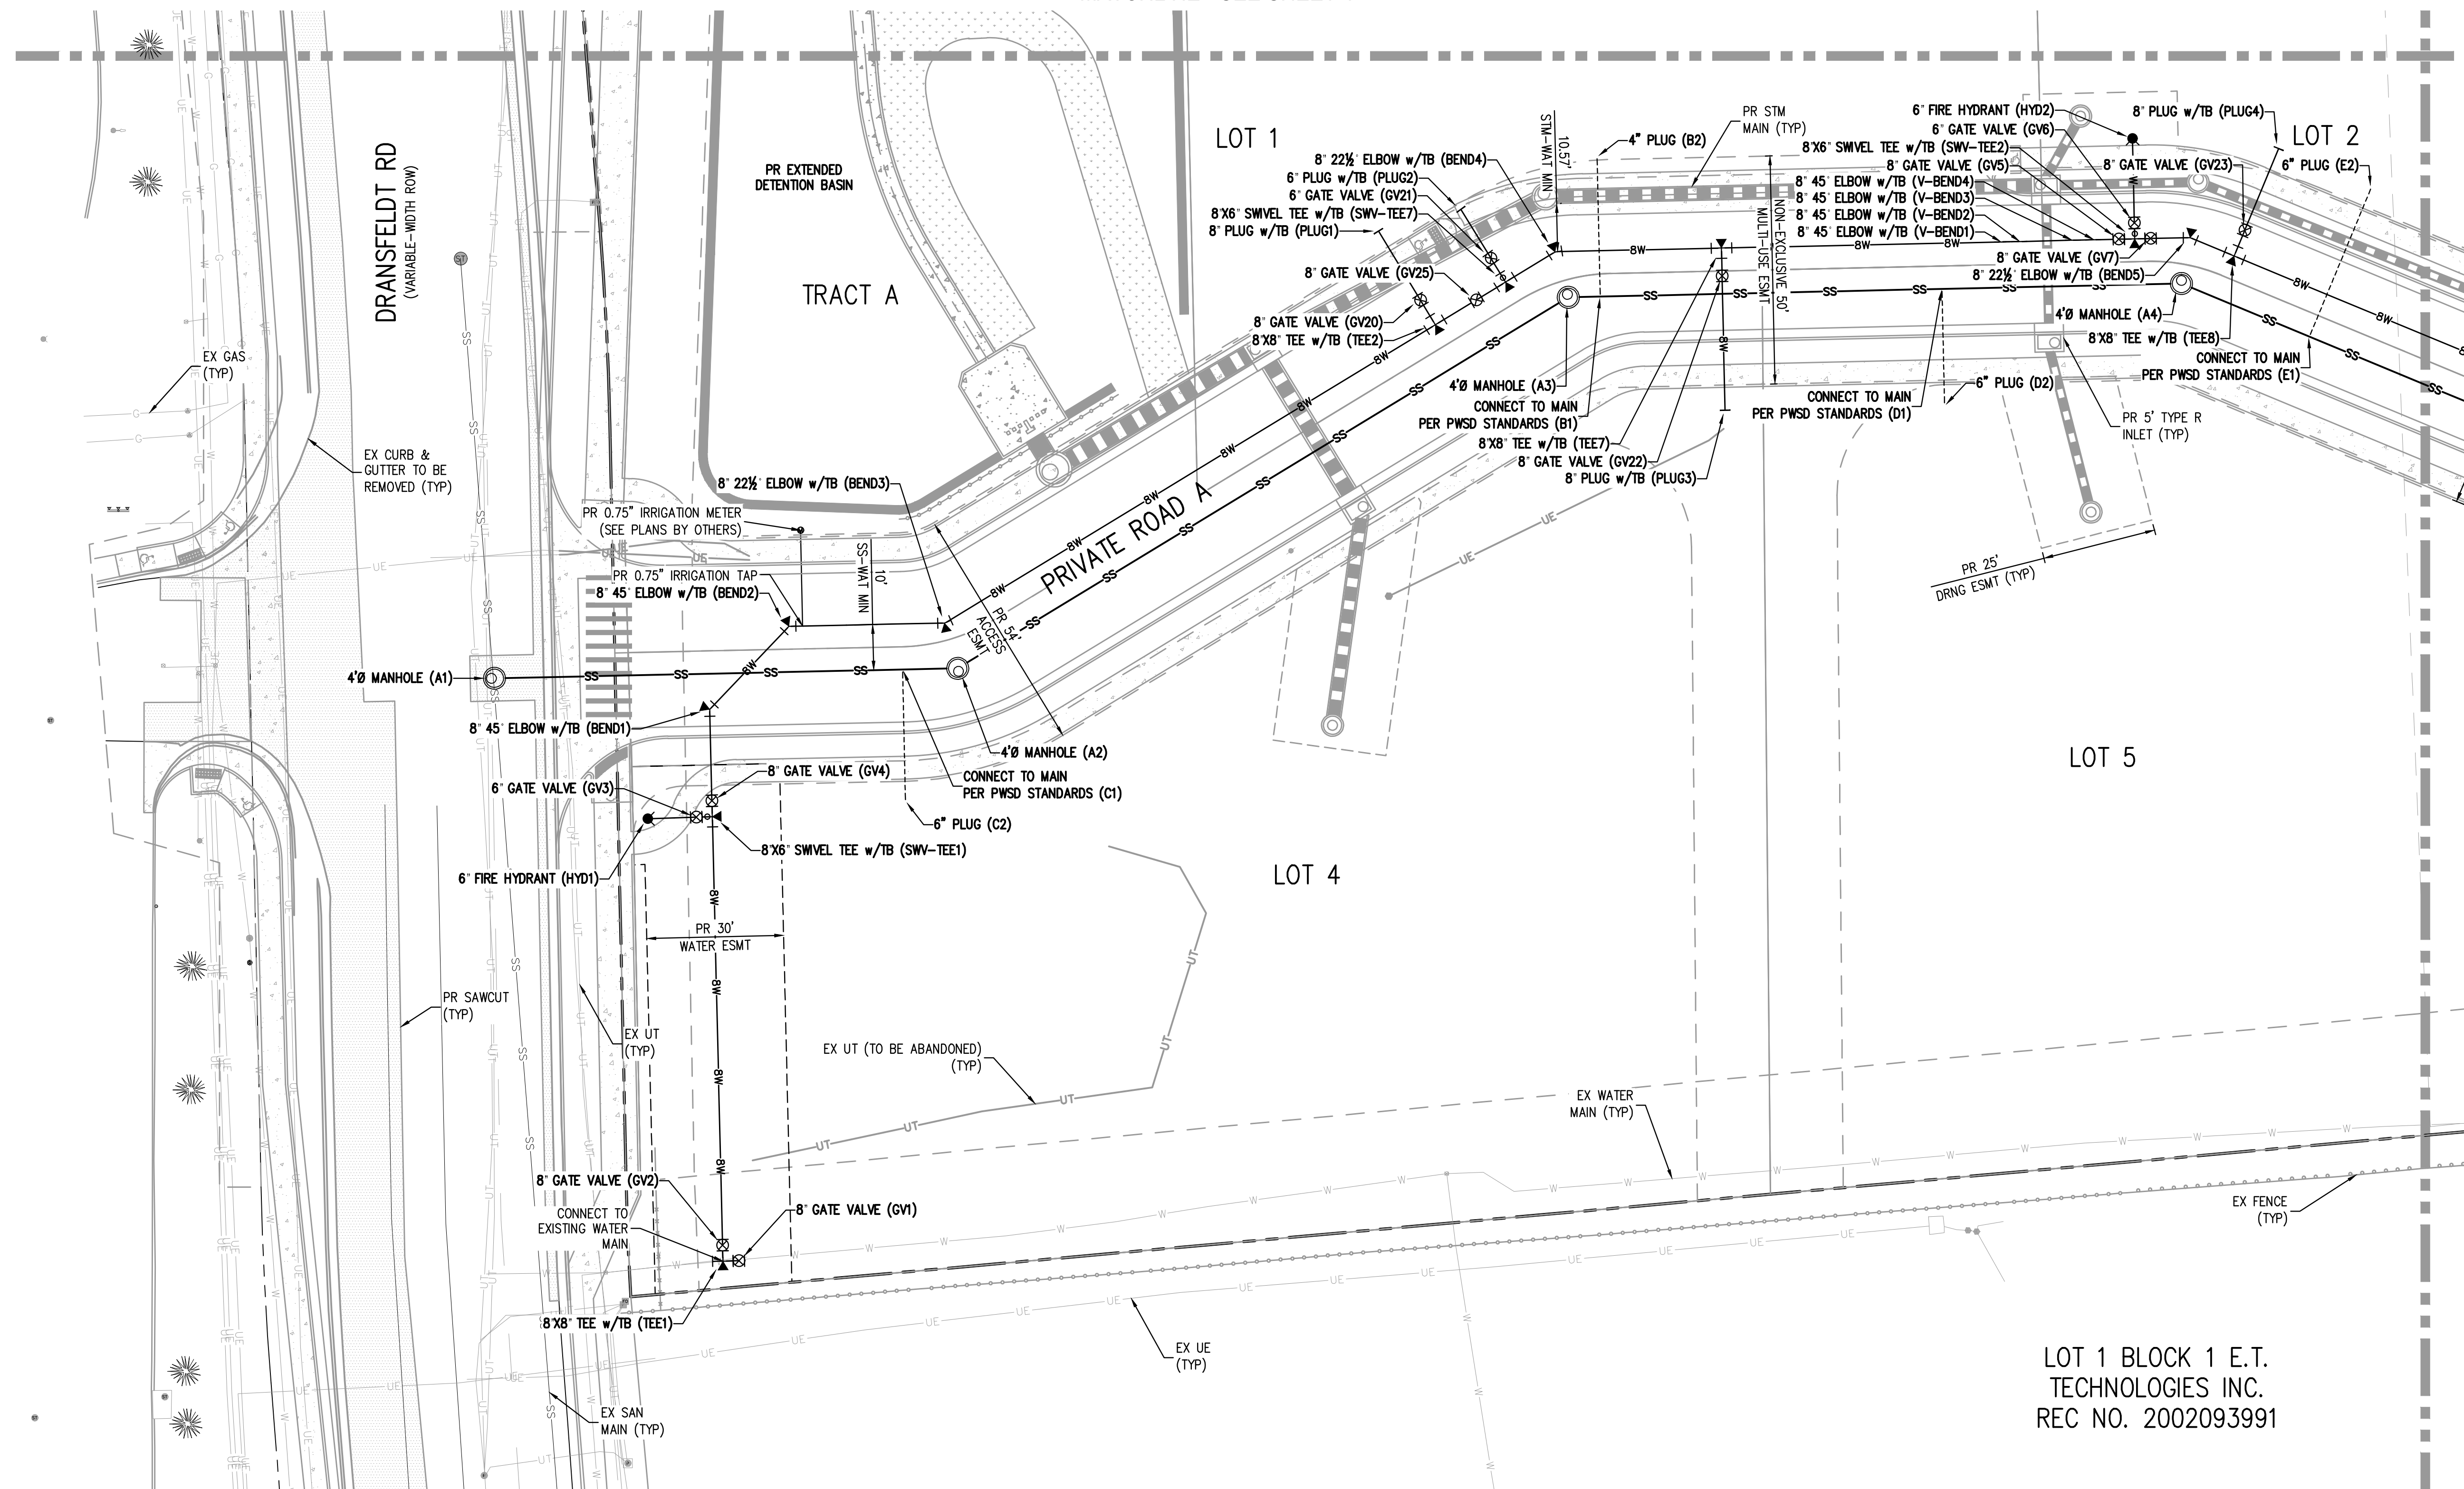 DRANSFELDT RD
(VARIABLE-WIDTH ROW)
PR EXTENDED
DETENTION BASIN
TRACT A
LOT 1
LOT 2
EX GAS
(TYP)
EX CURB &
GUTTER TO BE
REMOVED (TYP)
8" 22½° ELBOW w/TB (BEND4)
6" PLUG w/TB (PLUG2)
6" GATE VALVE (GV21)
8"X6" SWIVEL TEE w/TB (SWV-TEE7)
8" PLUG w/TB (PLUG1)
8" GATE VALVE (GV25)
8" GATE VALVE (GV20)
8"X8" TEE w/TB (TEE2)
STM-WAT MIN
10.57'
4" PLUG (B2)
PR STM
MAIN (TYP)
NON-EXCLUSIVE 50'
MULTI-USE ESMT
6" FIRE HYDRANT (HYD2)
6" GATE VALVE (GV6)
8"X6" SWIVEL TEE w/TB (SWV-TEE2)
8" GATE VALVE (GV5)
8" 45° ELBOW w/TB (V-BEND4)
8" 45° ELBOW w/TB (V-BEND3)
8" 45° ELBOW w/TB (V-BEND2)
8" 45° ELBOW w/TB (V-BEND1)
8" PLUG w/TB (PLUG4)
8" GATE VALVE (GV23)
6" PLUG (E2)
8" GATE VALVE (GV7)
8" 22½° ELBOW w/TB (BEND5)
4'Ø MANHOLE (A4)
8"X8" TEE w/TB (TEE8)
CONNECT TO MAIN
PER PWSD STANDARDS (E1)
6" PLUG (D2)
CONNECT TO MAIN
PER PWSD STANDARDS (D1)
PR 5' TYPE R
INLET (TYP)
4'Ø MANHOLE (A3)
CONNECT TO MAIN
PER PWSD STANDARDS (B1)
8"X8" TEE w/TB (TEE7)
8" GATE VALVE (GV22)
8" PLUG w/TB (PLUG3)
PR 25'
DRNG ESMT (TYP)
8" 22½° ELBOW w/TB (BEND3)
PR 0.75" IRRIGATION METER
(SEE PLANS BY OTHERS)
PR 0.75" IRRIGATION TAP
8" 45° ELBOW w/TB (BEND2)
SS-WAT MIN
10'
PRIVATE ROAD A
PR 54'
ACCESS
ESMT
4'Ø MANHOLE (A1)
8" 45° ELBOW w/TB (BEND1)
4'Ø MANHOLE (A2)
8" GATE VALVE (GV4)
6" GATE VALVE (GV3)
CONNECT TO MAIN
PER PWSD STANDARDS (C1)
6" PLUG (C2)
8"X6" SWIVEL TEE w/TB (SWV-TEE1)
6" FIRE HYDRANT (HYD1)
LOT 4
LOT 5
PR 30'
WATER ESMT
PR SAWCUT
(TYP)
EX UT
(TYP)
EX UT (TO BE ABANDONED)
(TYP)
EX WATER
MAIN (TYP)
8" GATE VALVE (GV2)
CONNECT TO
EXISTING WATER
MAIN
8" GATE VALVE (GV1)
8"X8" TEE w/TB (TEE1)
EX FENCE
(TYP)
EX UE
(TYP)
EX SAN
MAIN (TYP)
LOT 1 BLOCK 1 E.T.
TECHNOLOGIES INC.
REC NO. 2002093991